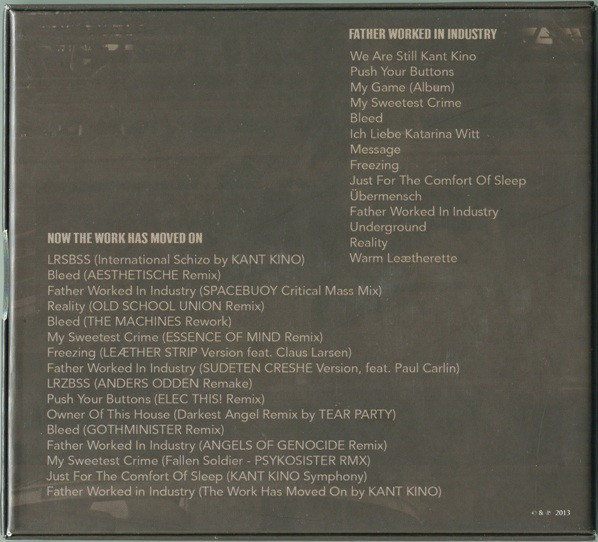 FATHER WORKED IN INDUSTRY
We Are Still Kant Kino
Push Your Buttons
My Game (Album)
My Sweetest Crime
Bleed
Ich Liebe Katarina Witt
Message
Freezing
Just For The Comfort Of Sleep
Übermensch
Father Worked In Industry
Underground
Reality
Warm Leætherette
NOW THE WORK HAS MOVED ON
LRSBSS (International Schizo by KANT KINO)
Bleed (AESTHETISCHE Remix)
Father Worked In Industry (SPACEBUOY Critical Mass Mix)
Reality (OLD SCHOOL UNION Remix)
Bleed (THE MACHINES Rework)
My Sweetest Crime (ESSENCE OF MIND Remix)
Freezing (LEÆTHER STRIP Version feat. Claus Larsen)
Father Worked In Industry (SUDETEN CRESHE Version, feat. Paul Carlin)
LRZBSS (ANDERS ODDEN Remake)
Push Your Buttons (ELEC THIS! Remix)
Owner Of This House (Darkest Angel Remix by TEAR PARTY)
Bleed (GOTHMINISTER Remix)
Father Worked In Industry (ANGELS OF GENOCIDE Remix)
My Sweetest Crime (Fallen Soldier - PSYKOSISTER RMX)
Just For The Comfort Of Sleep (KANT KINO Symphony)
Father Worked in Industry (The Work Has Moved On by KANT KINO)
© & ℗ 2013